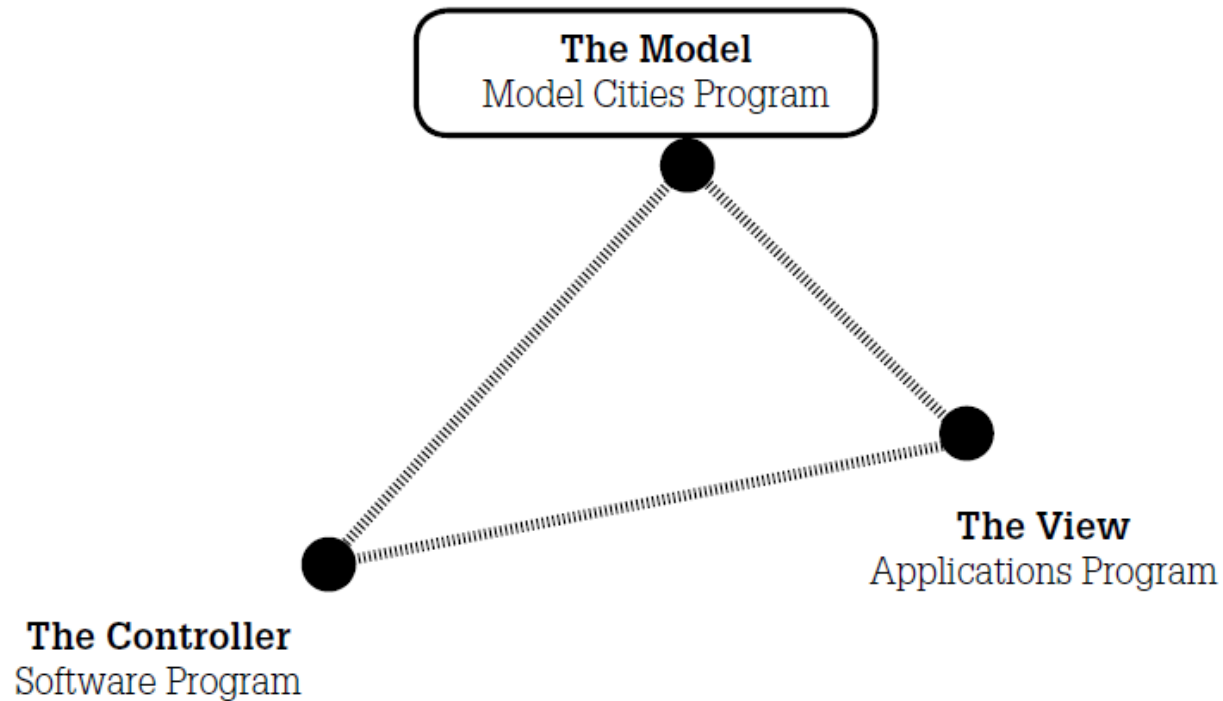 The Model
Model Cities Program
The View
Applications Program
The Controller
Software Program